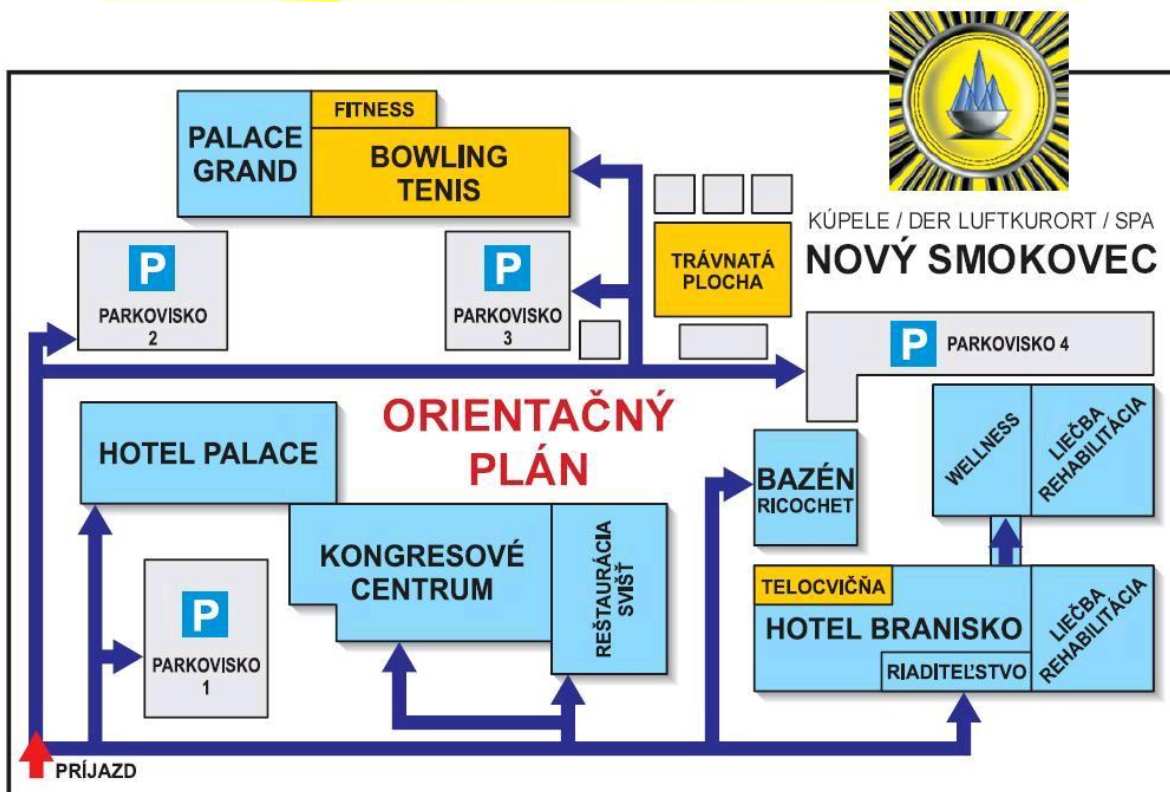 KÚPELE / DER LUFTKURORT / SPA
NOVÝ SMOKOVEC
PALACE
GRAND
FITNESS
BOWLING
TENIS
P
PARKOVISKO
2
P
PARKOVISKO
3
TRÁVNATÁ
PLOCHA
P PARKOVISKO 4
ORIENTAČNÝ
PLÁN
HOTEL PALACE
KONGRESOVÉ
CENTRUM
REŠTAURÁCIA
SVIŠŤ
BAZÉN
RICOCHET
WELLNESS
LIEČBA
REHABILITÁCIA
P
PARKOVISKO
1
TELOCVIČŇA
HOTEL BRANISKO
RIADITEĽSTVO
LIEČBA
REHABILITÁCIA
PRÍJAZD